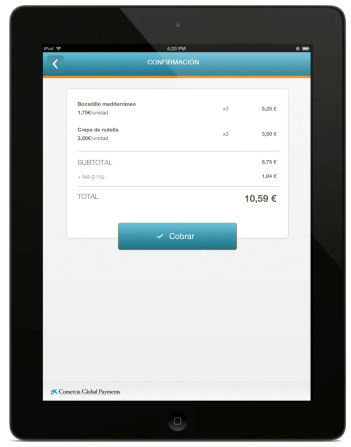 iPad
4:20 PM
CONFIRMACIÓN
Bocadillo mediterráneo
1,75€/unidad
x3
5,25 €
Crepe de nutella
3,50€/unidad
x3
3,50 €
SUBTOTAL
8,75 €
+ IVA (21%)
1,84 €
TOTAL
10,59 €
Cobrar
Comercia Global Payments